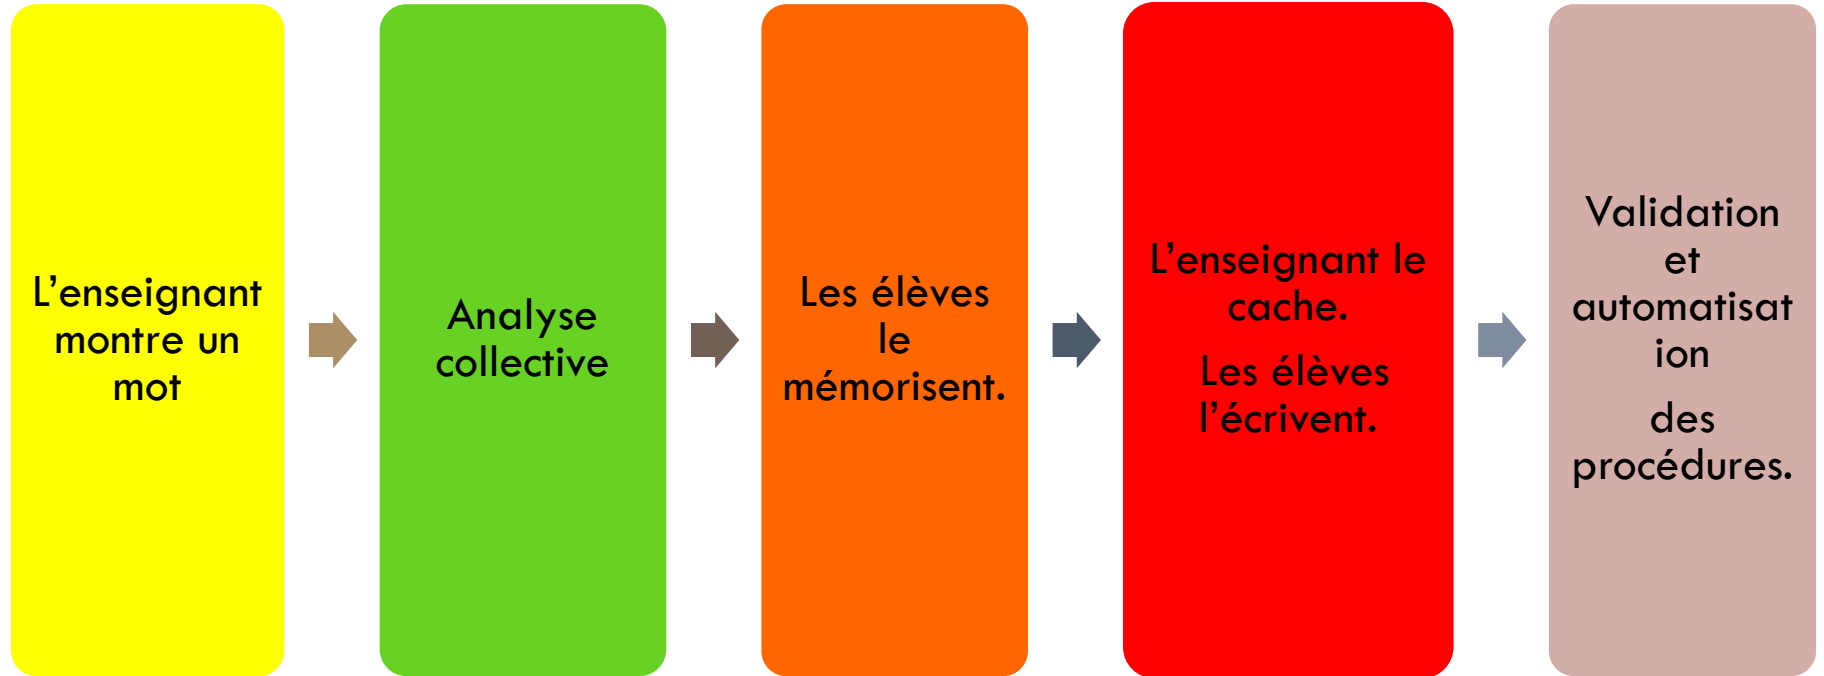 L’enseignant
montre un
mot
Analyse
collective
Les élèves
le
mémorisent.
L’enseignant le
cache.
Les élèves
l’écrivent.
Validation
et
automatisat
ion
des
procédures.